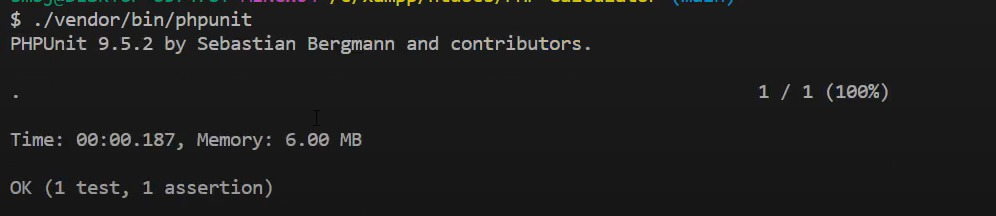 $ ./vendor/bin/phpunit
PHPUnit 9.5.2 by Sebastian Bergmann and contributors.
. 1 / 1 (100%)
Time: 00:00.187, Memory: 6.00 MB
OK (1 test, 1 assertion)